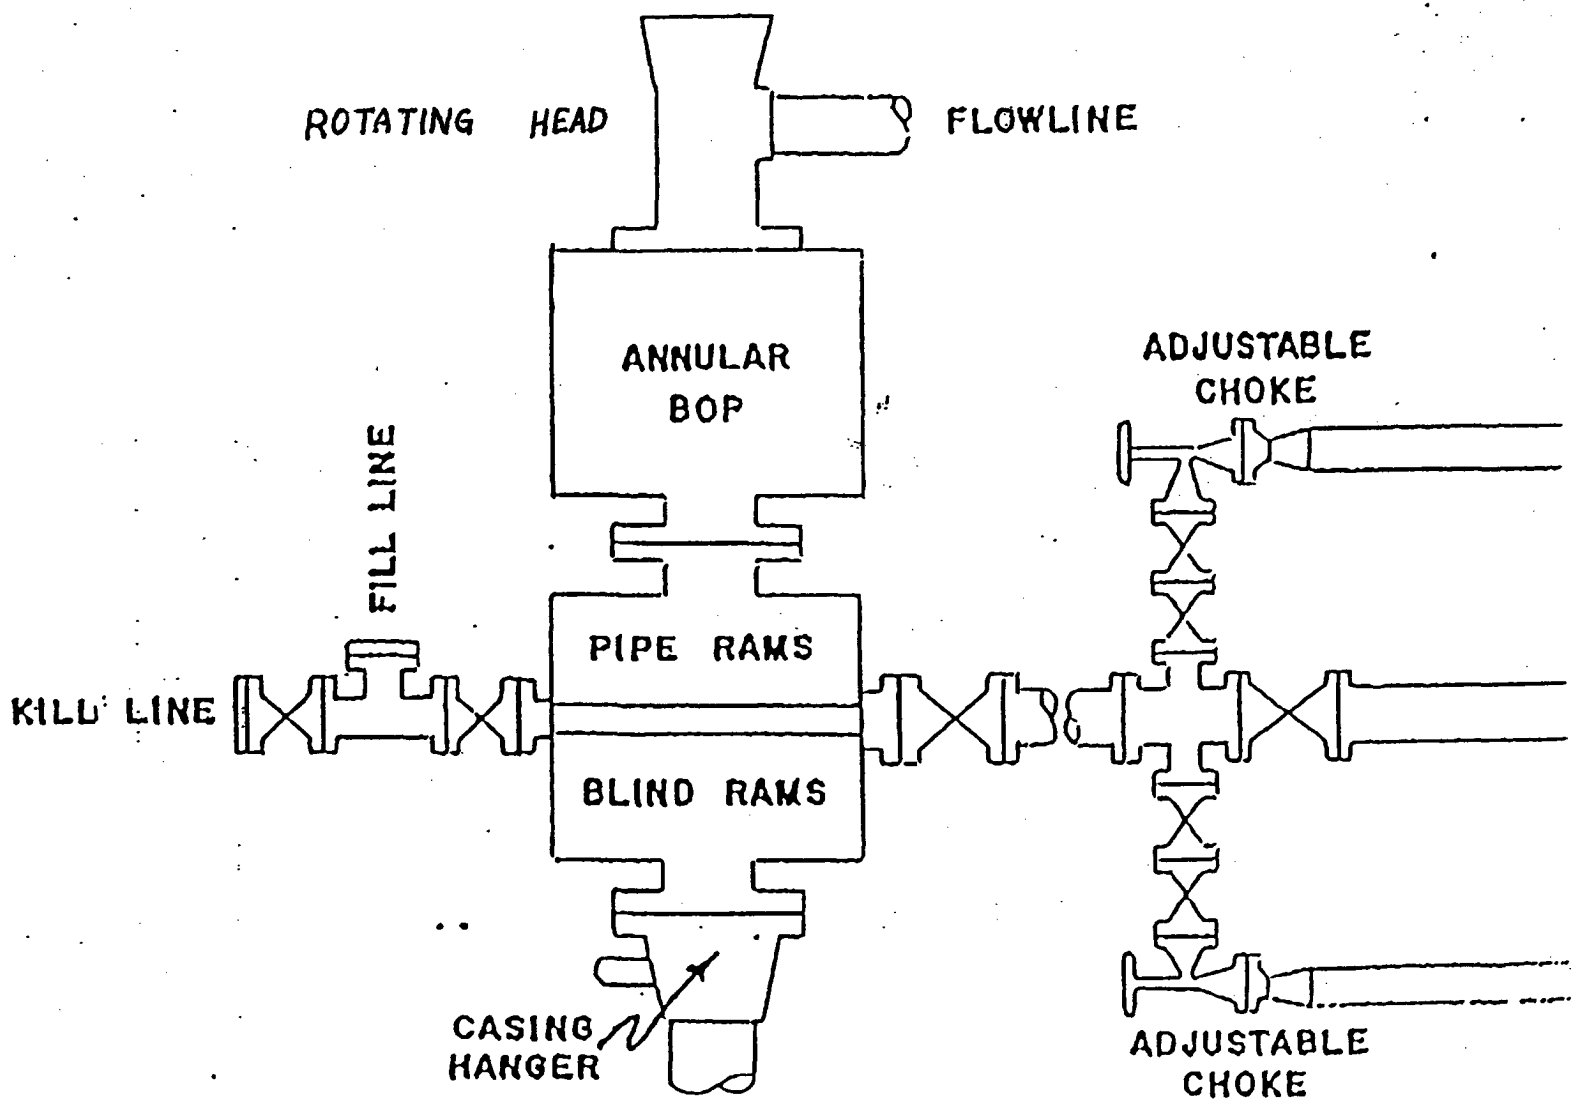 ROTATING HEAD
FLOWLINE
ANNULAR
BOP
ADJUSTABLE
CHOKE
FILL LINE
PIPE RAMS
KILL LINE
BLIND RAMS
CASING
HANGER
ADJUSTABLE
CHOKE